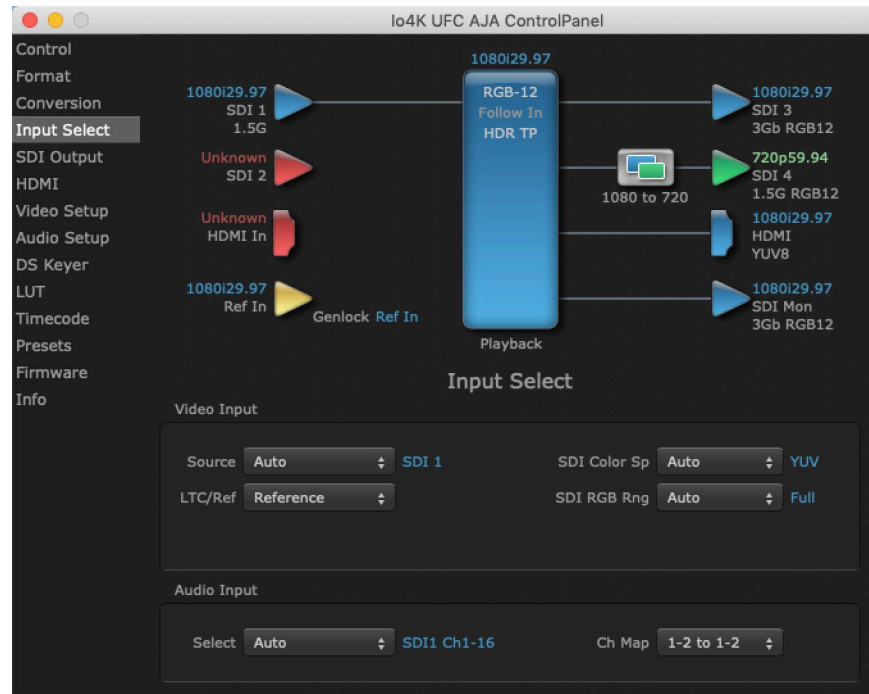 Io4K UFC AJA ControlPanel
Control
Format
Conversion
Input Select
SDI Output
HDMI
Video Setup
Audio Setup
DS Keyer
LUT
Timecode
Presets
Firmware
Info
1080i29.97
SDI 1
1.5G
Unknown
SDI 2
Unknown
HDMI In
1080i29.97
Ref In
Genlock Ref In
1080i29.97
RGB-12
Follow In
HDR TP
Playback
1080 to 720
1080i29.97
SDI 3
3Gb RGB12
720p59.94
SDI 4
1.5G RGB12
1080i29.97
HDMI
YUV8
1080i29.97
SDI Mon
3Gb RGB12
Input Select
Video Input
Source Auto SDI 1 SDI Color Sp Auto YUV
LTC/Ref Reference SDI RGB Rng Auto Full
Audio Input
Select Auto SDI1 Ch1-16 Ch Map 1-2 to 1-2